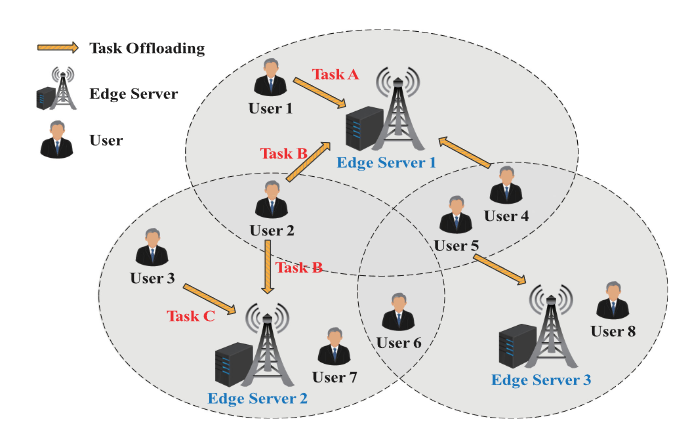 Task Offloading
Edge Server
User
Task A
User 1
Edge Server 1
Task B
User 2
User 4
User 5
User 3
Task B
Task C
User 6
User 8
User 7
Edge Server 2
Edge Server 3